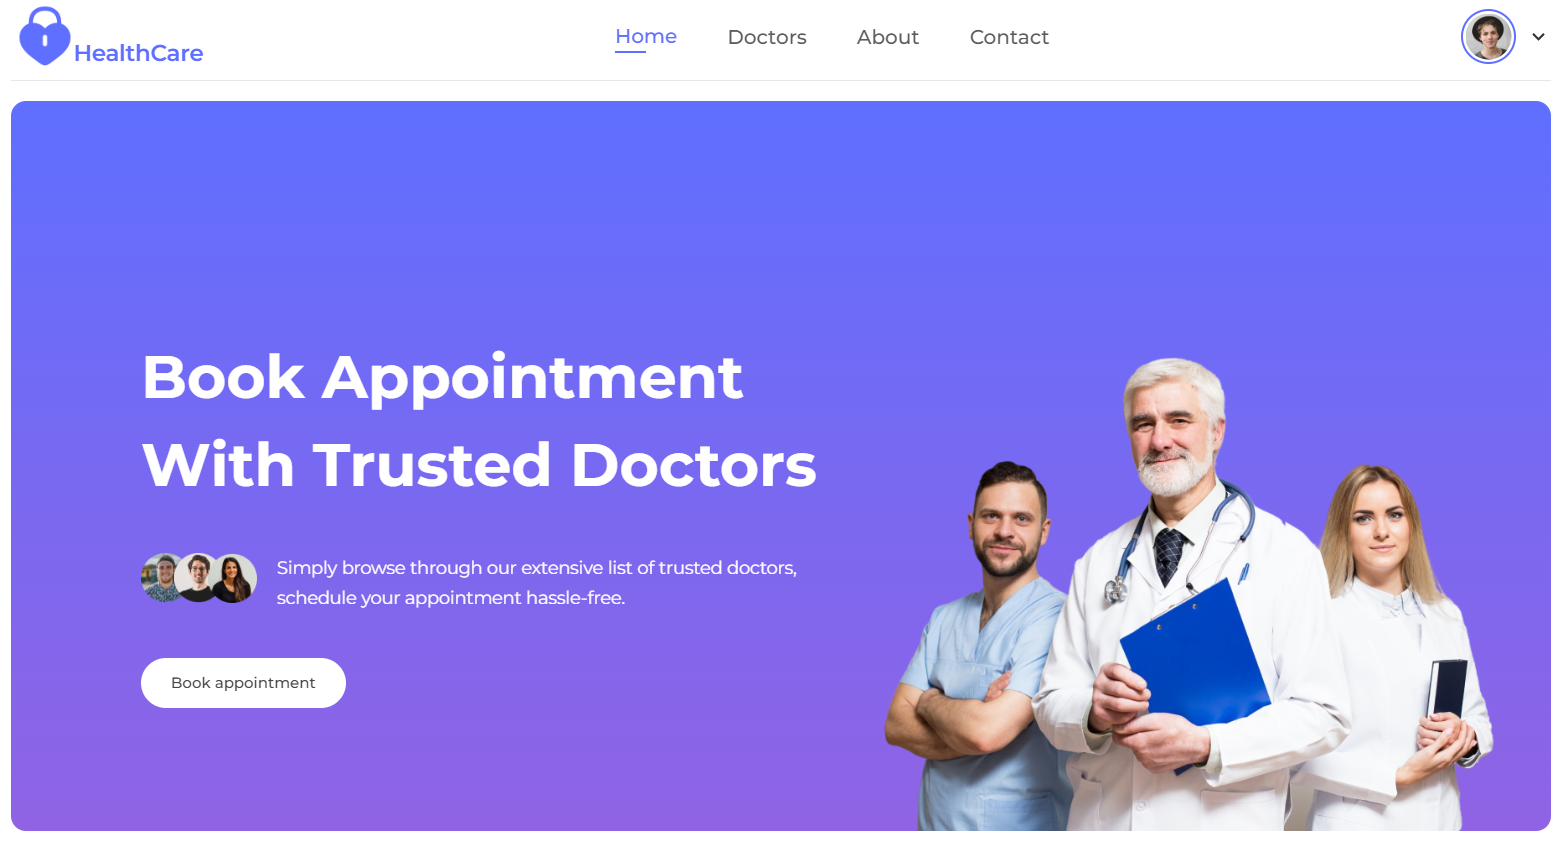 HealthCare
Home
Doctors
About
Contact
Book Appointment
With Trusted Doctors
Simply browse through our extensive list of trusted doctors,
schedule your appointment hassle-free.
Book appointment